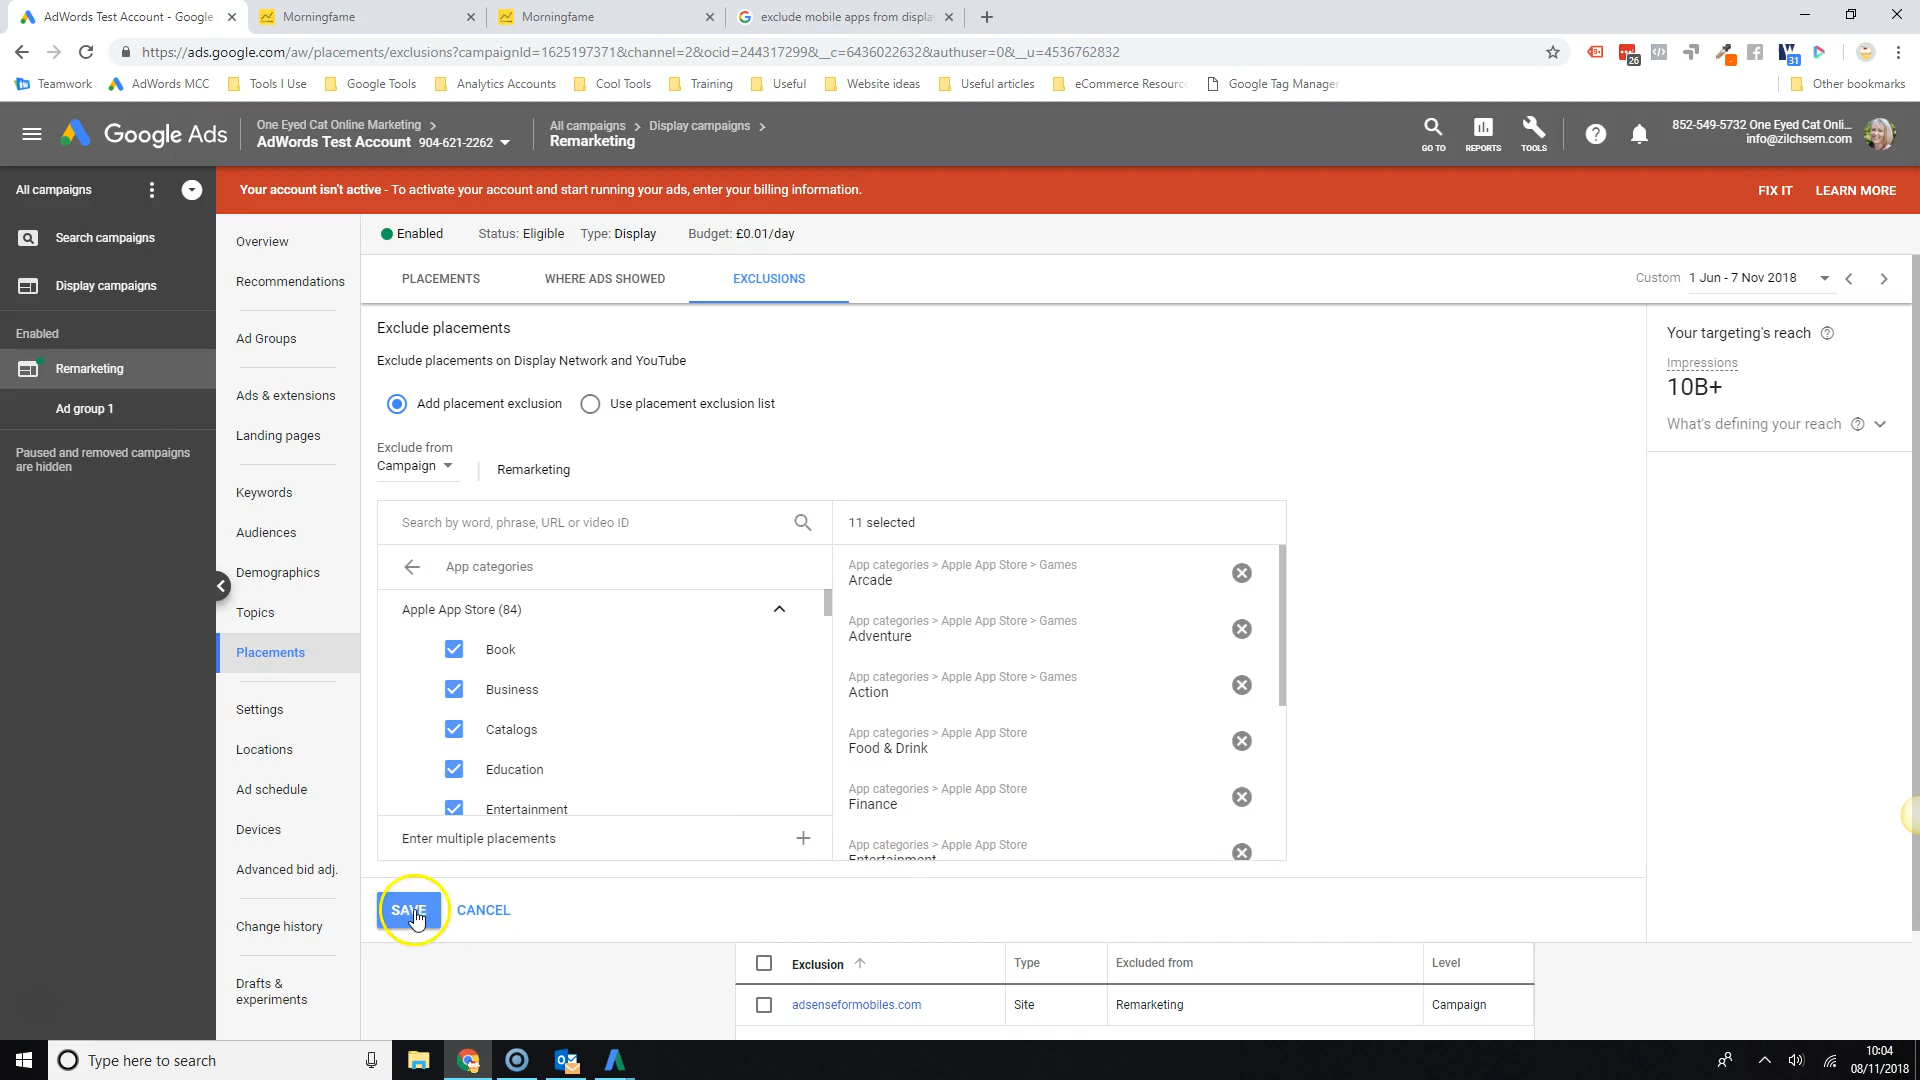 AdWords Test Account - Google
Morningfame
Morningfame
exclude mobile apps from displa
https://ads.google.com/aw/placements/exclusions?campaignId=1625197371&channel=2&ocid=244317299&__c=6436022632&authuser=0&__u=4536762832
26
31
Teamwork
AdWords MCC
Tools I Use
Google Tools
Analytics Accounts
Cool Tools
Training
Useful
Website ideas
Useful articles
eCommerce Resourc
Google Tag Manager
Other bookmarks
Google Ads
One Eyed Cat Online Marketing
AdWords Test Account 904-621-2262
All campaigns > Display campaigns >
Remarketing
GO TO
REPORTS
TOOLS
852-549-5732 One Eyed Cat Onli...
info@zilchsem.com
All campaigns
Your account isn't active - To activate your account and start running your ads, enter your billing information.
FIX IT
LEARN MORE
Search campaigns
Display campaigns
Enabled
Remarketing
Ad group 1
Paused and removed campaigns
are hidden
Overview
Recommendations
Ad Groups
Ads & extensions
Landing pages
Keywords
Audiences
Demographics
Topics
Placements
Settings
Locations
Ad schedule
Devices
Advanced bid adj.
Change history
Drafts &
experiments
Enabled
Status: Eligible
Type: Display
Budget: £0.01/day
PLACEMENTS
WHERE ADS SHOWED
EXCLUSIONS
Custom
1 Jun - 7 Nov 2018
Exclude placements
Exclude placements on Display Network and YouTube
Add placement exclusion
Use placement exclusion list
Exclude from
Campaign
Remarketing
Search by word, phrase, URL or video ID
App categories
Apple App Store (84)
Book
Business
Catalogs
Education
Entertainment
Enter multiple placements
11 selected
App categories > Apple App Store > Games
Arcade
App categories > Apple App Store > Games
Adventure
App categories > Apple App Store > Games
Action
App categories > Apple App Store
Food & Drink
App categories > Apple App Store
Finance
App categories > Apple App Store
Entertainment
SAVE
CANCEL
Your targeting's reach
Impressions
10B+
What's defining your reach
Exclusion
Type
Excluded from
Level
adsenseformobiles.com
Site
Remarketing
Campaign
Type here to search
10:04
08/11/2018